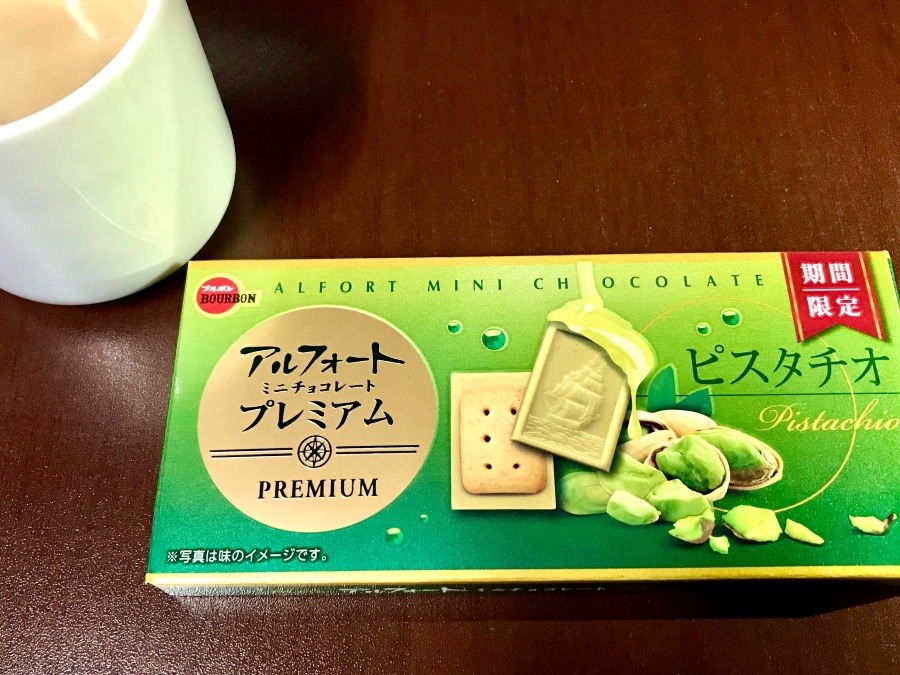 ブルボン
BOURBON
ALFORT MINI CHOCOLATE
期間
限定
アルフォート
ミニチョコレート
プレミアム
PREMIUM
ピスタチオ
Pistachio
※写真は味のイメージです。